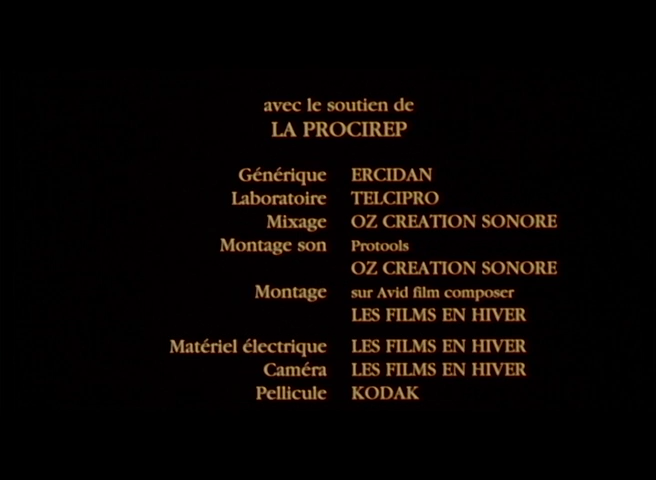 avec le soutien de
LA PROCIREP
Générique ERCIDAN
Laboratoire TELCIPRO
Mixage OZ CREATION SONORE
Montage son Protools
OZ CREATION SONORE
Montage sur Avid film composer
LES FILMS EN HIVER
Matériel électrique LES FILMS EN HIVER
Caméra LES FILMS EN HIVER
Pellicule KODAK